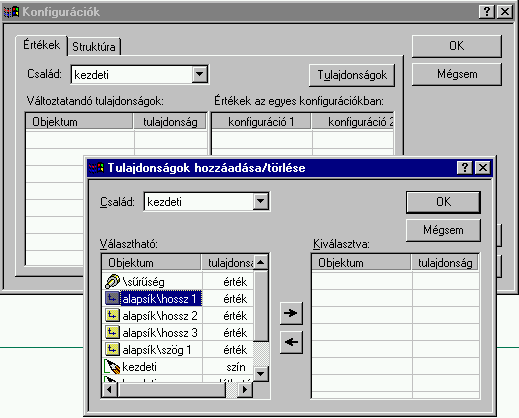 Konfigurációk
Értékek Struktúra
OK
Család: kezdeti
Tulajdonságok
Mégsem
Változtatandó tulajdonságok: Értékek az egyes konfigurációkban:
Objektum tulajdonság konfiguráció 1 konfiguráció 2
Tulajdonságok hozzáadása/törlése
Család: kezdeti
OK
Mégsem
Választható: Kiválasztva:
Objektum tulajdonsá Objektum tulajdonság
\sűrűség érték
alapsík\hossz 1 érték
alapsík\hossz 2 érték
alapsík\hossz 3 érték
alapsík\szög 1 érték
kezdeti szín